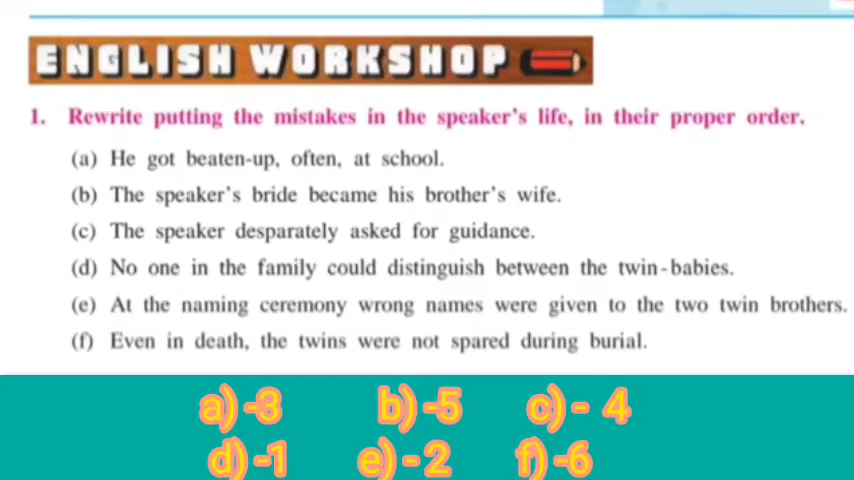 ENGLISH WORKSHOP
1. Rewrite putting the mistakes in the speaker's life, in their proper order.
(a) He got beaten-up, often, at school.
(b) The speaker's bride became his brother's wife.
(c) The speaker desparately asked for guidance.
(d) No one in the family could distinguish between the twin-babies.
(e) At the naming ceremony wrong names were given to the two twin brothers.
(f) Even in death, the twins were not spared during burial.
a) -3 b) -5 c) - 4
d) -1 e) - 2 f) -6